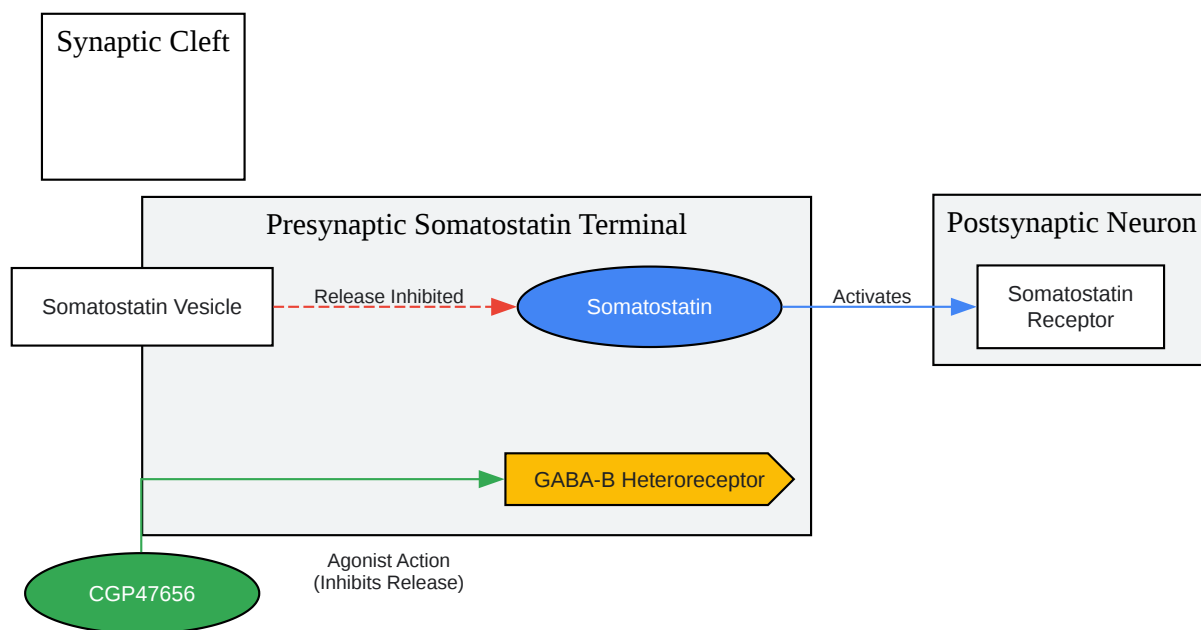 Synaptic Cleft
Presynaptic Somatostatin Terminal
Postsynaptic Neuron
Somatostatin Vesicle
Release Inhibited
Somatostatin
Activates
Somatostatin
Receptor
GABA-B Heteroreceptor
Agonist Action
(Inhibits Release)
CGP47656